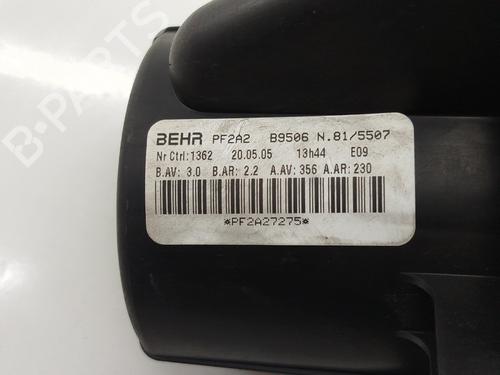 B-PARTS
BEHR PF2A2 B9506 N.81/5507
Nr Ctrl:1362 20.05.05 13h44 E09
B.AV: 3.0 B.AR: 2.2 A.AV: 356 A.AR: 230
*PF2A27275*